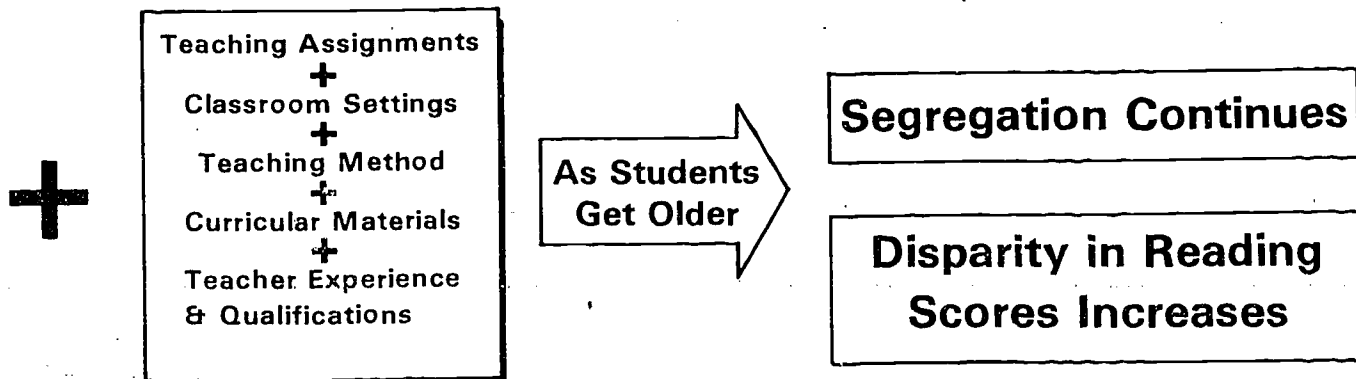 Teaching Assignments
+
Classroom Settings
+
Teaching Method
+
Curricular Materials
+
Teacher Experience
& Qualifications
+
As Students
Get Older
Segregation Continues
Disparity in Reading
Scores Increases